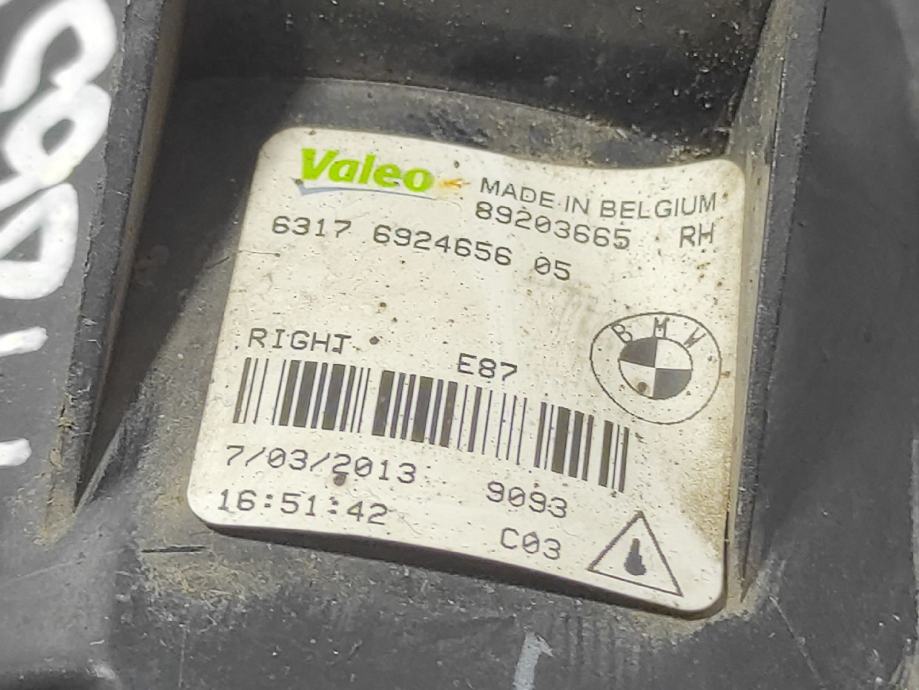 Valeo MADE IN BELGIUM
89203665 RH
6317 6924656 05
BMW
RIGHT E87
7/03/2013 9093
16:51:42 C03